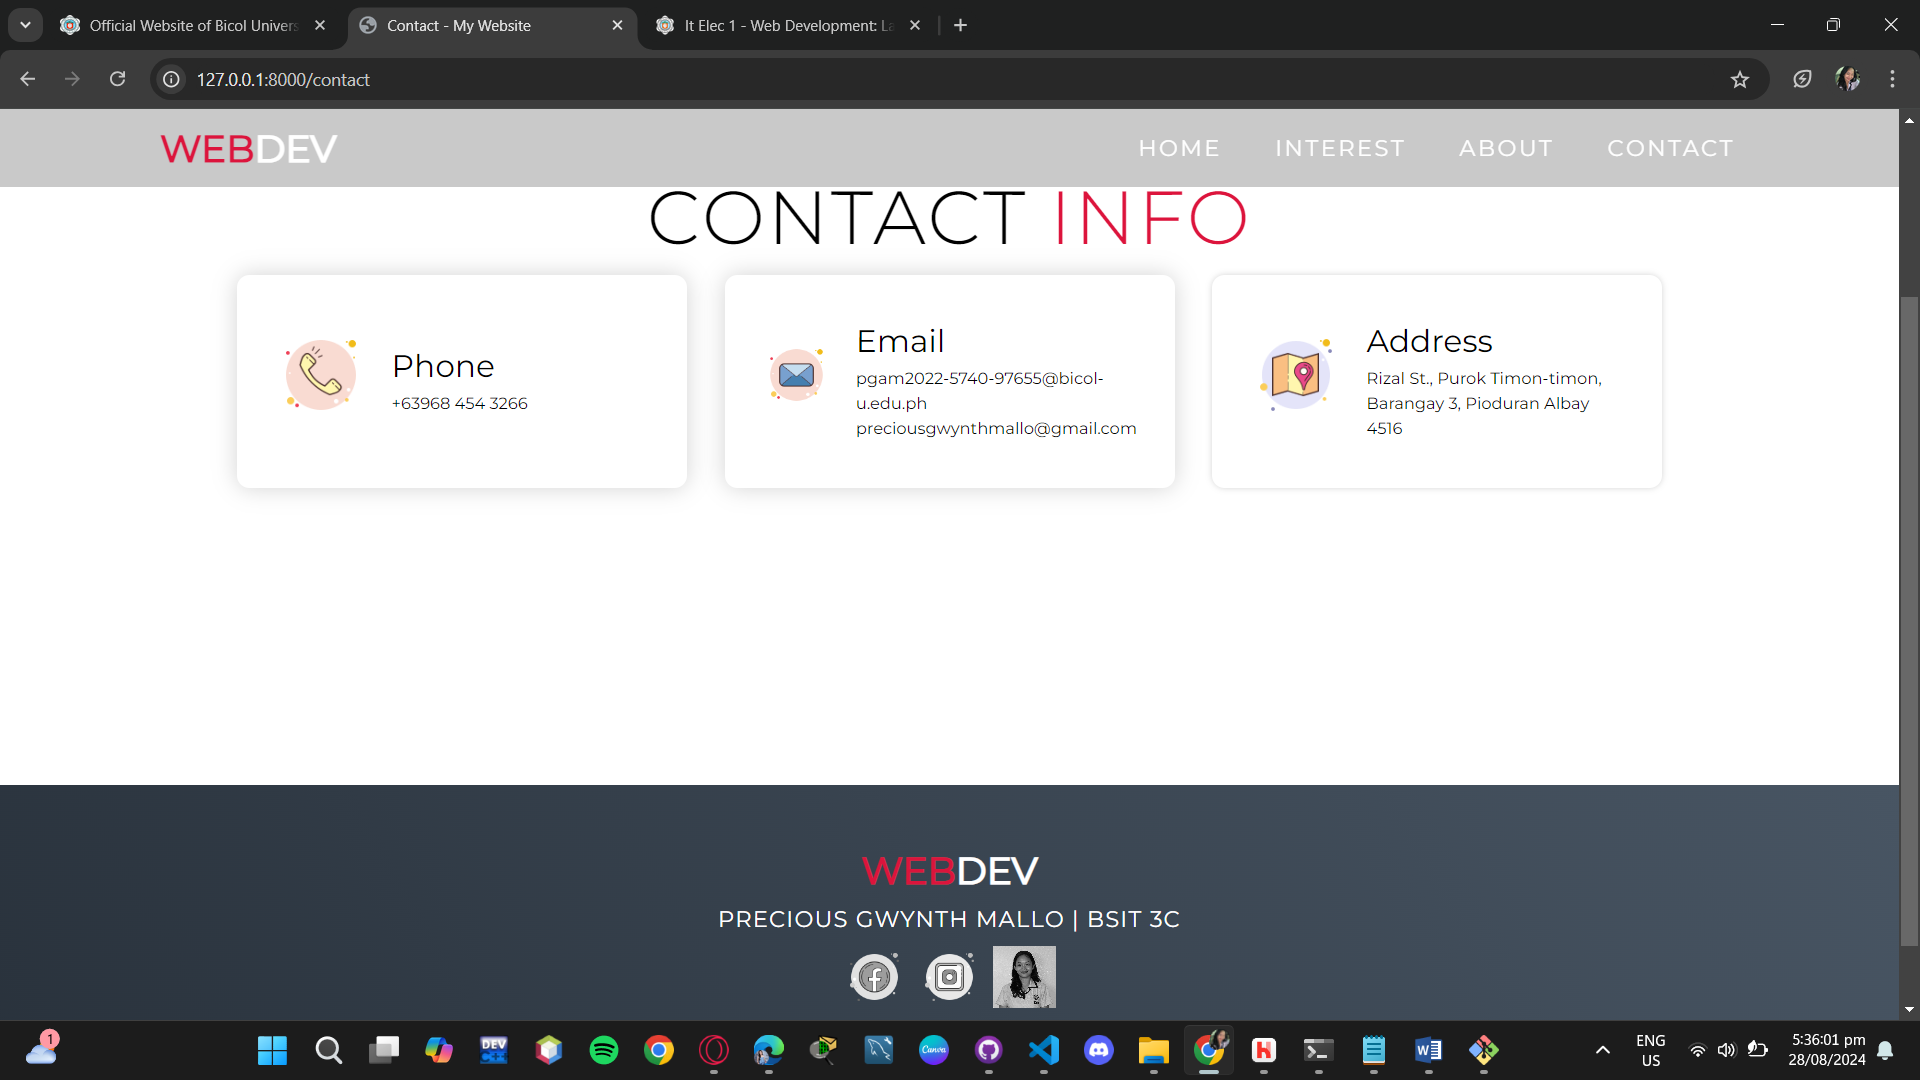 Official Website of Bicol Univers
Contact - My Website
It Elec 1 - Web Development: La
127.0.0.1:8000/contact
WEBDEV
HOME INTEREST ABOUT CONTACT
CONTACT INFO
Phone
+63968 454 3266
Email
pgam2022-5740-97655@bicol-
u.edu.ph
preciousgwynthmallo@gmail.com
Address
Rizal St., Purok Timon-timon,
Barangay 3, Pioduran Albay
4516
WEBDEV
PRECIOUS GWYNTH MALLO | BSIT 3C
1
DEV
C++
Canva
H
W
ENG
US
5:36:01 pm
28/08/2024